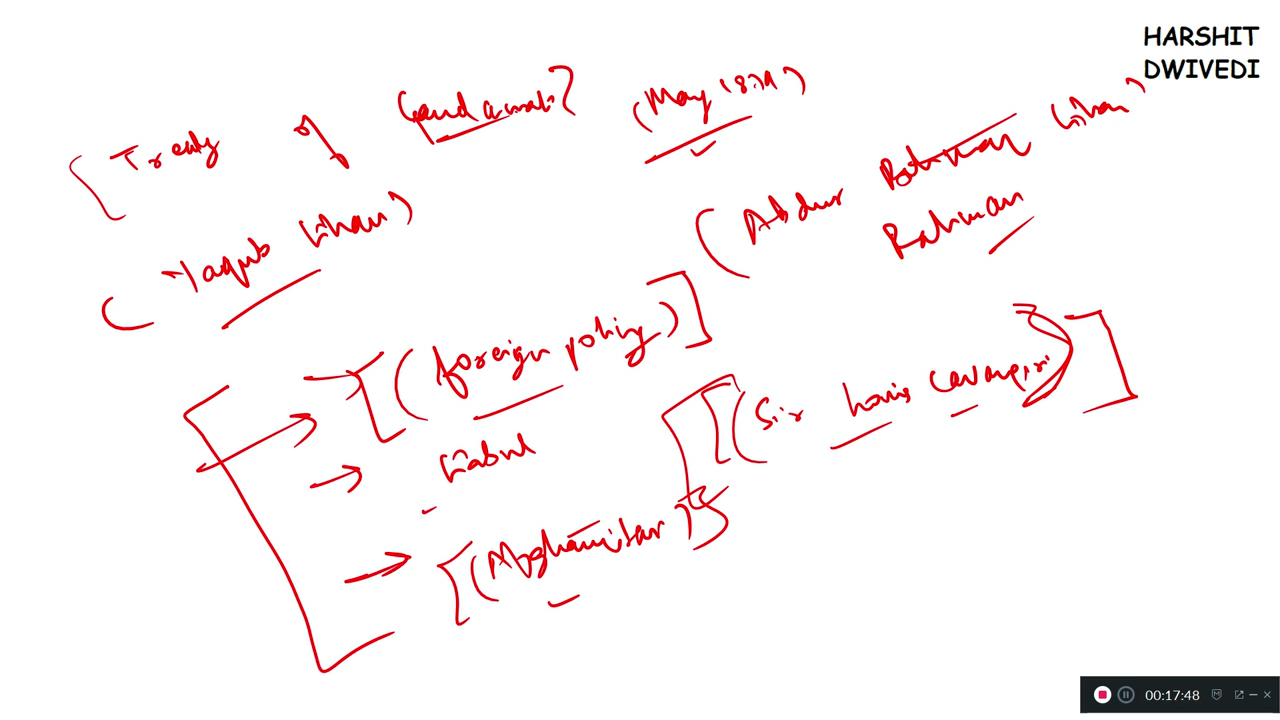 HARSHIT
DWIVEDI
Treaty of Gandamak (May 1879)
(Yaqub Khan)
(Abdur Rahman Khan)
Rahman
(foreign policy)
(Sir Louis Cavagnari)
Kabul
(Afghanistan)
00:17:48